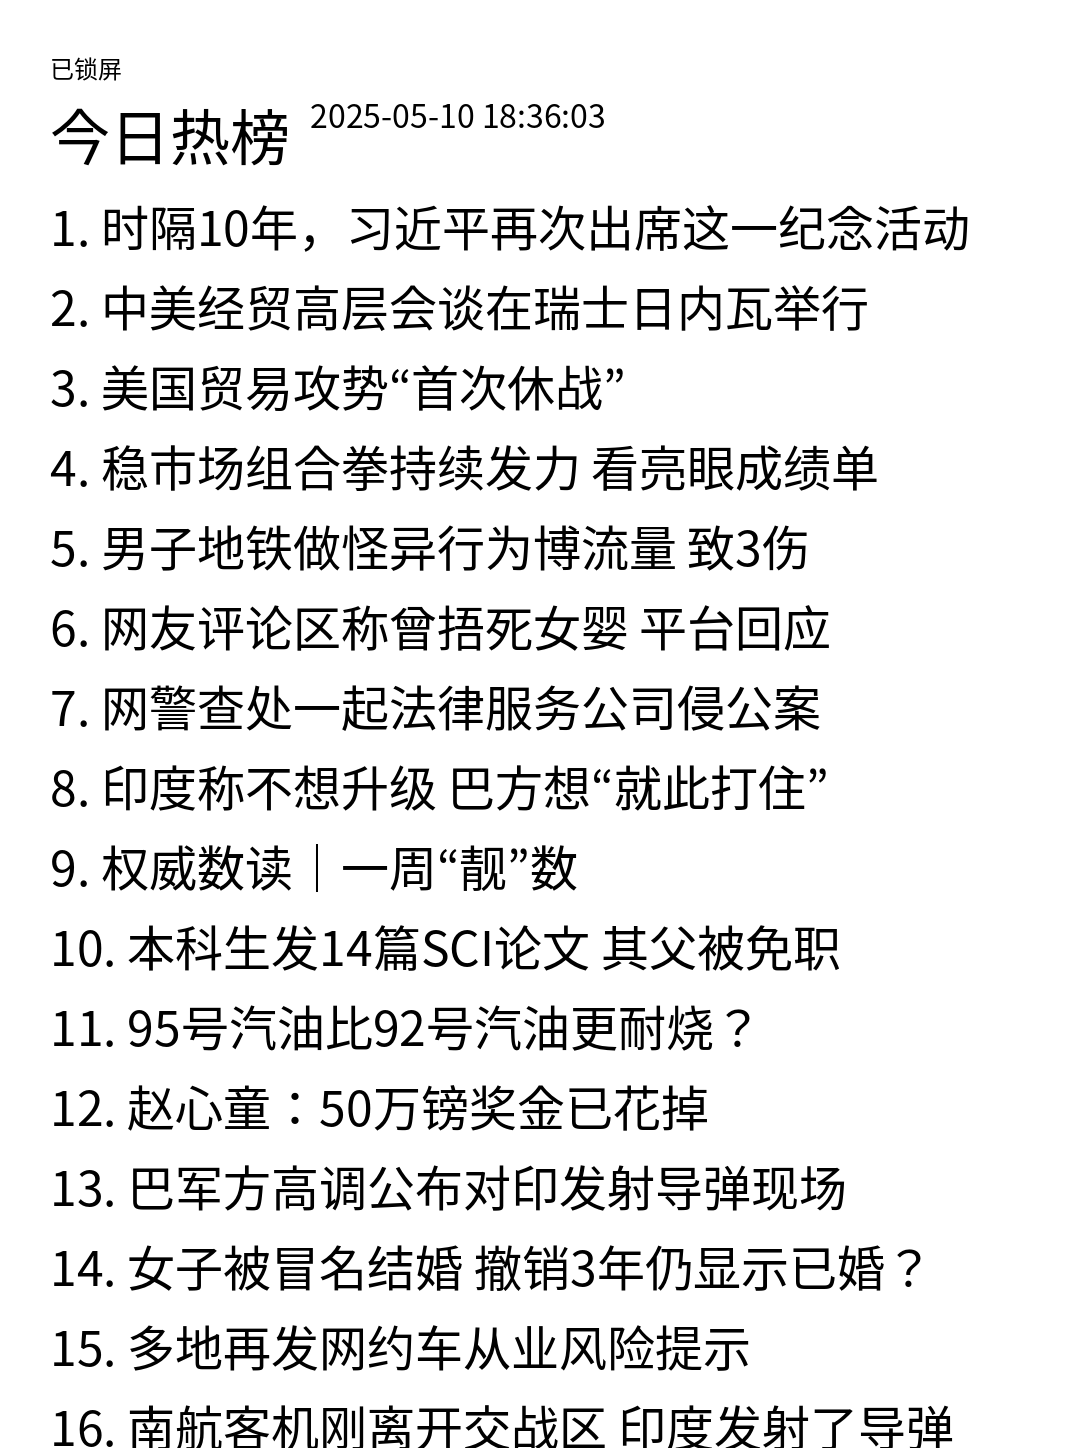 已锁屏
今日热榜 2025-05-10 18:36:03
1. 时隔10年，习近平再次出席这一纪念活动
2. 中美经贸高层会谈在瑞士日内瓦举行
3. 美国贸易攻势“首次休战”
4. 稳市场组合拳持续发力 看亮眼成绩单
5. 男子地铁做怪异行为博流量 致3伤
6. 网友评论区称曾捂死女婴 平台回应
7. 网警查处一起法律服务公司侵公案
8. 印度称不想升级 巴方想“就此打住”
9. 权威数读｜一周“靓”数
10. 本科生发14篇SCI论文 其父被免职
11. 95号汽油比92号汽油更耐烧？
12. 赵心童：50万镑奖金已花掉
13. 巴军方高调公布对印发射导弹现场
14. 女子被冒名结婚 撤销3年仍显示已婚？
15. 多地再发网约车从业风险提示
16. 南航客机刚离开交战区 印度发射了导弹